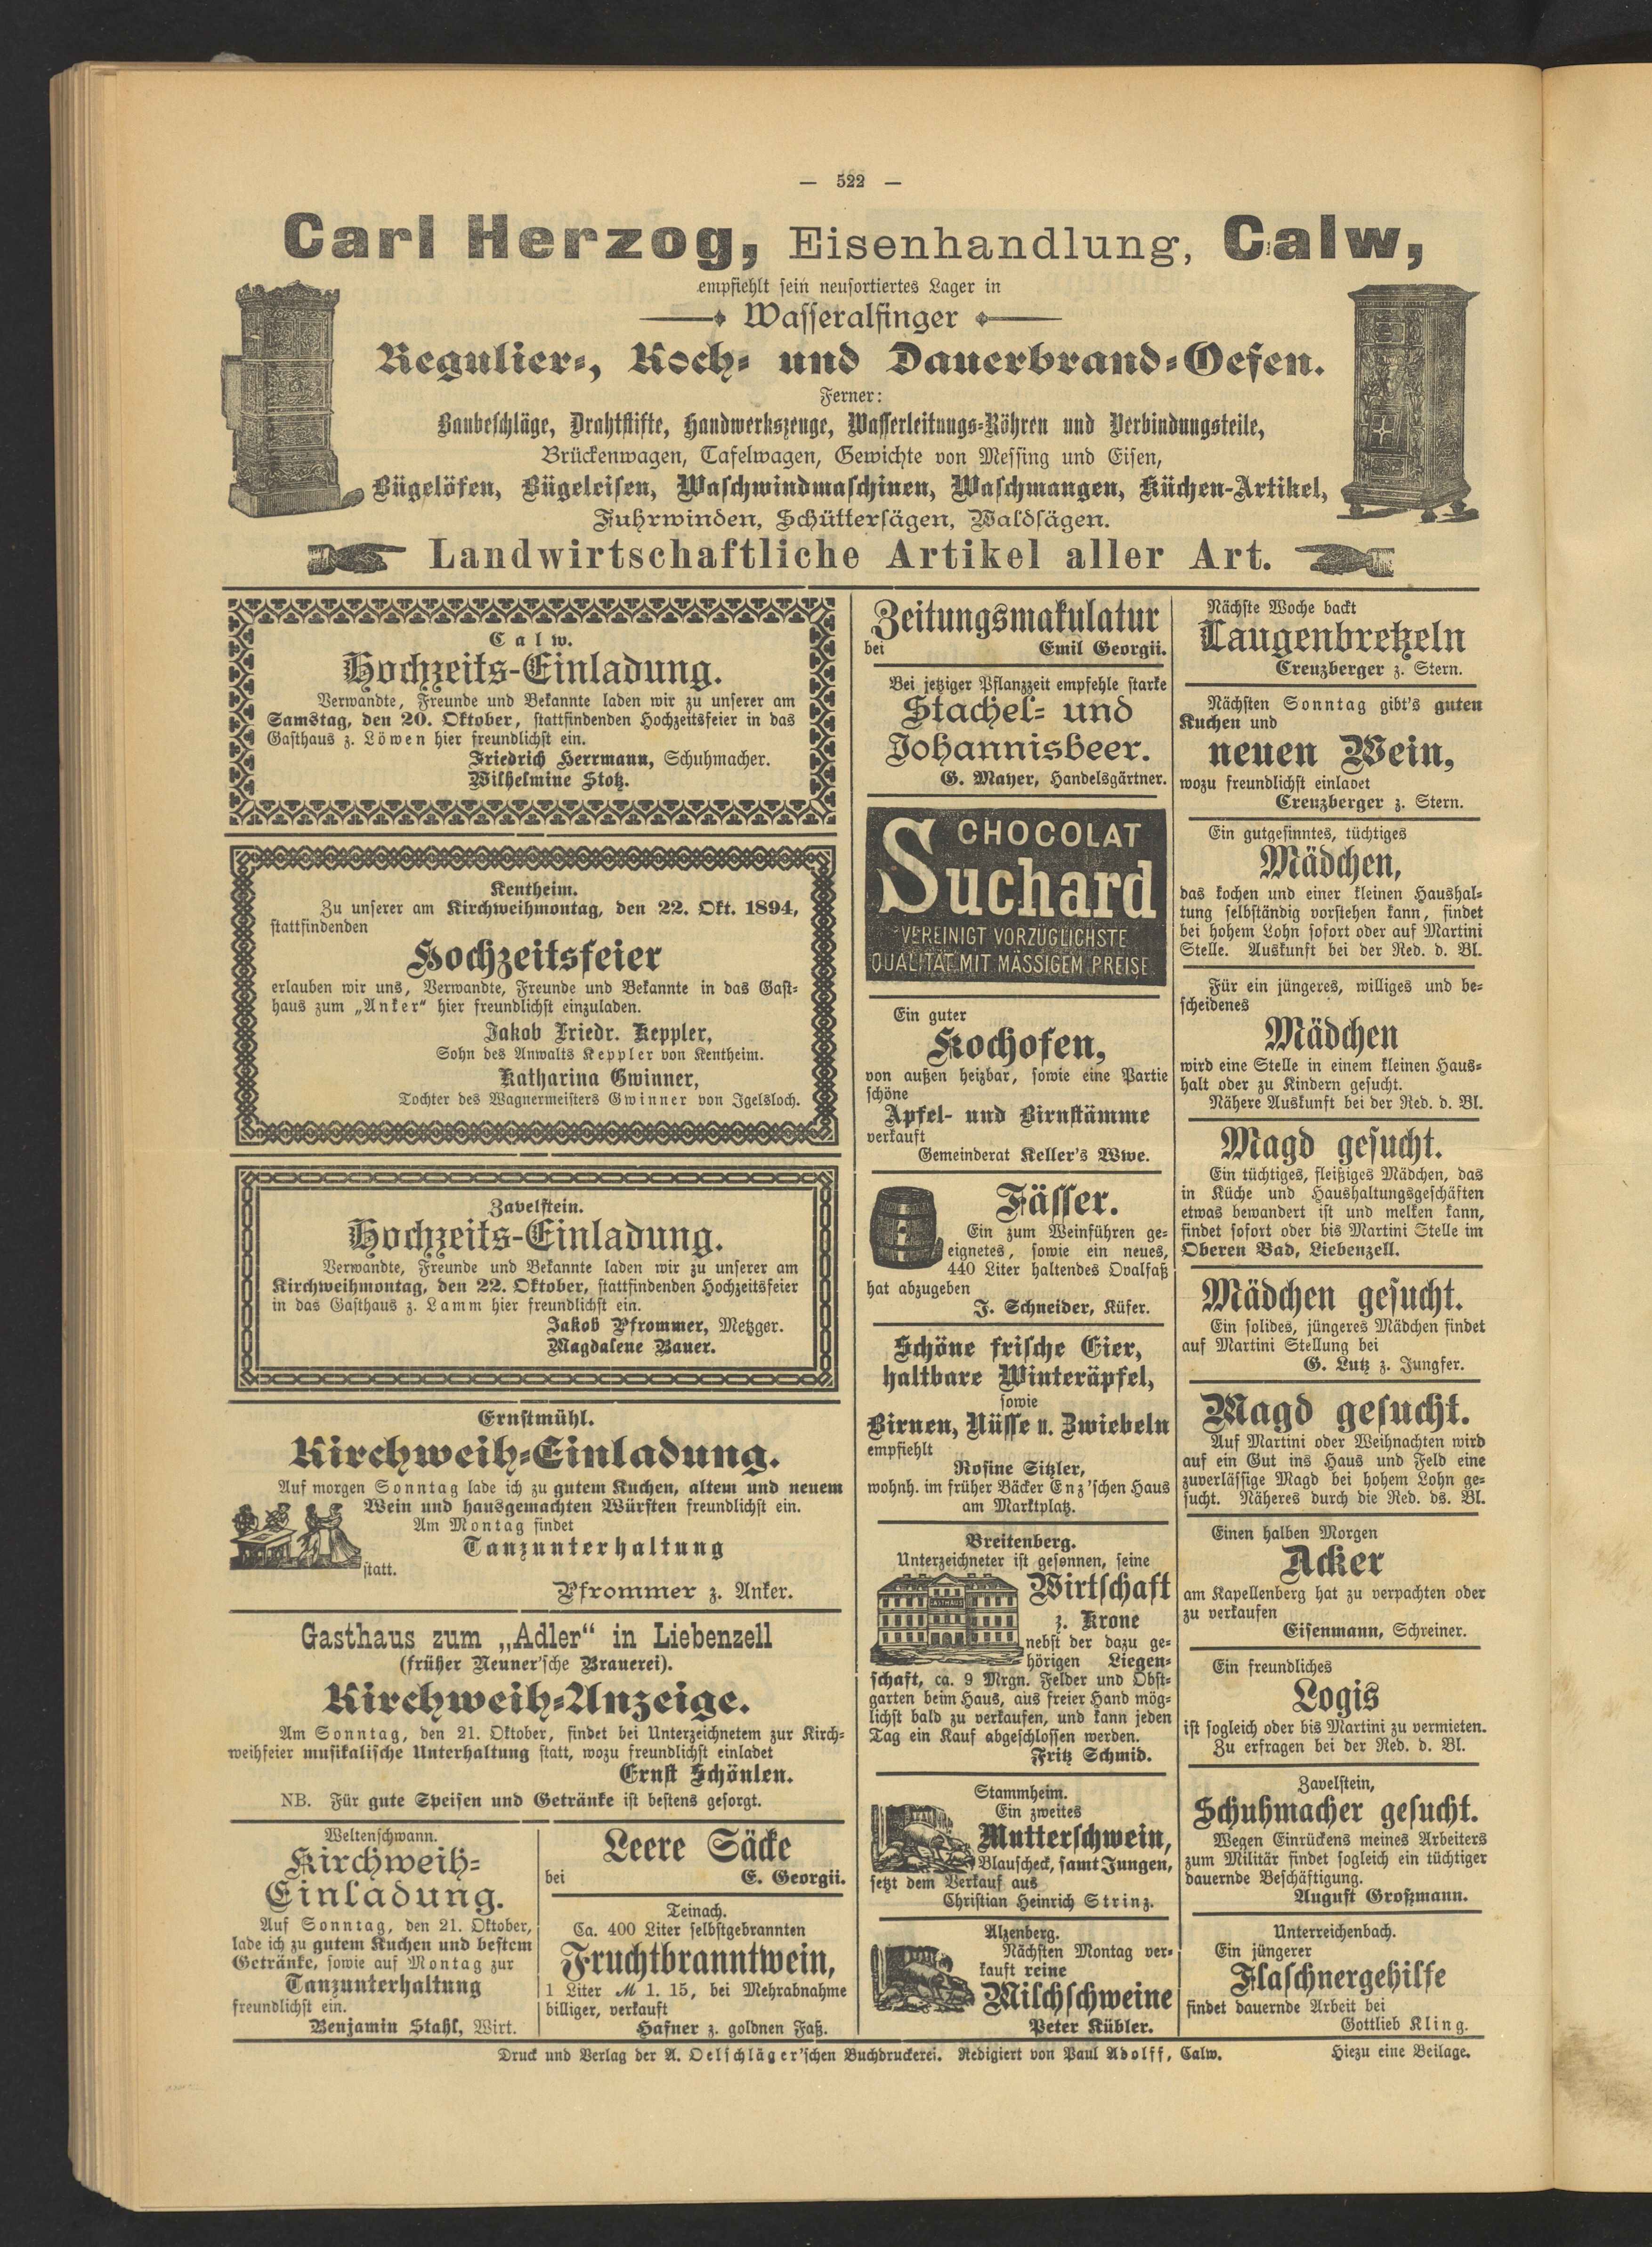 — 522 —
Carl Herzog, Eisenhandlung, Calw,
empfiehlt sein neusortiertes Lager in
Wasseralfinger
Regulier-, Koch- und Dauerbrand-Oefen.
Ferner:
Baubeschläge, Drahtstifte, Handwerkszeuge, Wasserleitungs-Röhren und Verbindungsteile,
Brückenwagen, Tafelwagen, Gewichte von Messing und Eisen,
Bügelöfen, Bügeleisen, Waschwindmaschinen, Waschmangen, Küchen-Artikel,
Fuhrwinden, Schüttersägen, Waldsägen.
Landwirtschaftliche Artikel aller Art.
Calw.
Hochzeits-Einladung.
Verwandte, Freunde und Bekannte laden wir zu unserer am
Samstag, den 20. Oktober, stattfindenden Hochzeitsfeier in das
Gasthaus z. Löwen hier freundlichst ein.
Friedrich Herrmann, Schuhmacher.
Wilhelmine Stotz.
Kentheim.
Zu unserer am Kirchweihmontag, den 22. Okt. 1894,
stattfindenden
Hochzeitsfeier
erlauben wir uns, Verwandte, Freunde und Bekannte in das Gast-
haus zum „Anker“ hier freundlichst einzuladen.
Jakob Friedr. Keppler,
Sohn des Anwalts Keppler von Kentheim.
Katharina Gwinner,
Tochter des Wagnermeisters Gwinner von Igelsloch.
Zavelstein.
Hochzeits-Einladung.
Verwandte, Freunde und Bekannte laden wir zu unserer am
Kirchweihmontag, den 22. Oktober, stattfindenden Hochzeitsfeier
in das Gasthaus z. Lamm hier freundlichst ein.
Jakob Pfrommer, Metzger.
Magdalene Bauer.
Ernstmühl.
Kirchweih-Einladung.
Auf morgen Sonntag lade ich zu gutem Kuchen, altem und neuem
Wein und hausgemachten Würsten freundlichst ein.
Am Montag findet
Tanzunterhaltung
statt.
Pfrommer z. Anker.
Gasthaus zum „Adler“ in Liebenzell
(früher Neuner'sche Brauerei).
Kirchweih-Anzeige.
Am Sonntag, den 21. Oktober, findet bei Unterzeichnetem zur Kirch-
weihfeier musikalische Unterhaltung statt, wozu freundlichst einladet
Ernst Schönlen.
NB. Für gute Speisen und Getränke ist bestens gesorgt.
Weltenschwann.
Kirchweih-
Einladung.
Auf Sonntag, den 21. Oktober,
lade ich zu gutem Kuchen und bestem
Getränke, sowie auf Montag zur
Tanzunterhaltung
freundlichst ein.
Benjamin Stahl, Wirt.
Leere Säcke
bei E. Georgii.
Teinach.
Ca. 400 Liter selbstgebrannten
Fruchtbranntwein,
1 Liter ℳ 1. 15, bei Mehrabnahme
billiger, verkauft
Hafner z. goldnen Faß.
Zeitungsmakulatur
bei Emil Georgii.
Bei jetziger Pflanzzeit empfehle starke
Stachel- und
Johannisbeer.
G. Mayer, Handelsgärtner.
CHOCOLAT
Suchard
VEREINIGT VORZÜGLICHSTE
QUALITÄT MIT MÄSSIGEM PREISE
Ein guter
Kochofen,
von außen heizbar, sowie eine Partie
schöne
Apfel- und Birnstämme
verkauft
Gemeinderat Keller's Wwe.
Fässer.
Ein zum Weinführen ge-
eignetes, sowie ein neues,
440 Liter haltendes Ovalfaß
hat abzugeben
J. Schneider, Küfer.
Schöne frische Eier,
haltbare Winteräpfel,
sowie
Birnen, Nüsse u. Zwiebeln
empfiehlt
Rosine Sitzler,
wohnh. im früher Bäcker Enz'schen Haus
am Marktplatz.
Breitenberg.
Unterzeichneter ist gesonnen, seine
GASTHAUS
Wirtschaft
z. Krone
nebst der dazu ge-
hörigen Liegen-
schaft, ca. 9 Mrgn. Felder und Obst-
garten beim Haus, aus freier Hand mög-
lichst bald zu verkaufen, und kann jeden
Tag ein Kauf abgeschlossen werden.
Fritz Schmid.
Stammheim.
Ein zweites
Mutterschwein,
Blauscheck, samt Jungen,
setzt dem Verkauf aus
Christian Heinrich Strinz.
Alzenberg.
Nächsten Montag ver-
kauft reine
Milchschweine
Peter Kübler.
Nächste Woche backt
Laugenbretzeln
Creuzberger z. Stern.
Nächsten Sonntag gibt's guten
Kuchen und
neuen Wein,
wozu freundlichst einladet
Creuzberger z. Stern.
Ein gutgesinntes, tüchtiges
Mädchen,
das kochen und einer kleinen Haushal-
tung selbständig vorstehen kann, findet
bei hohem Lohn sofort oder auf Martini
Stelle. Auskunft bei der Red. d. Bl.
Für ein jüngeres, williges und be-
scheidenes
Mädchen
wird eine Stelle in einem kleinen Haus-
halt oder zu Kindern gesucht.
Nähere Auskunft bei der Red. d. Bl.
Magd gesucht.
Ein tüchtiges, fleißiges Mädchen, das
in Küche und Haushaltungsgeschäften
etwas bewandert ist und melken kann,
findet sofort oder bis Martini Stelle im
Oberen Bad, Liebenzell.
Mädchen gesucht.
Ein solides, jüngeres Mädchen findet
auf Martini Stellung bei
G. Lutz z. Jungfer.
Magd gesucht.
Auf Martini oder Weihnachten wird
auf ein Gut ins Haus und Feld eine
zuverlässige Magd bei hohem Lohn ge-
sucht. Näheres durch die Red. ds. Bl.
Einen halben Morgen
Acker
am Kapellenberg hat zu verpachten oder
zu verkaufen
Eisenmann, Schreiner.
Ein freundliches
Logis
ist sogleich oder bis Martini zu vermieten.
Zu erfragen bei der Red. d. Bl.
Zavelstein,
Schuhmacher gesucht.
Wegen Einrückens meines Arbeiters
zum Militär findet sogleich ein tüchtiger
dauernde Beschäftigung.
August Großmann.
Unterreichenbach.
Ein jüngerer
Flaschnergehilfe
findet dauernde Arbeit bei
Gottlieb Kling.
Druck und Verlag der A. Oelschläger'schen Buchdruckerei. Redigiert von Paul Adolff, Calw. Hiezu eine Beilage.